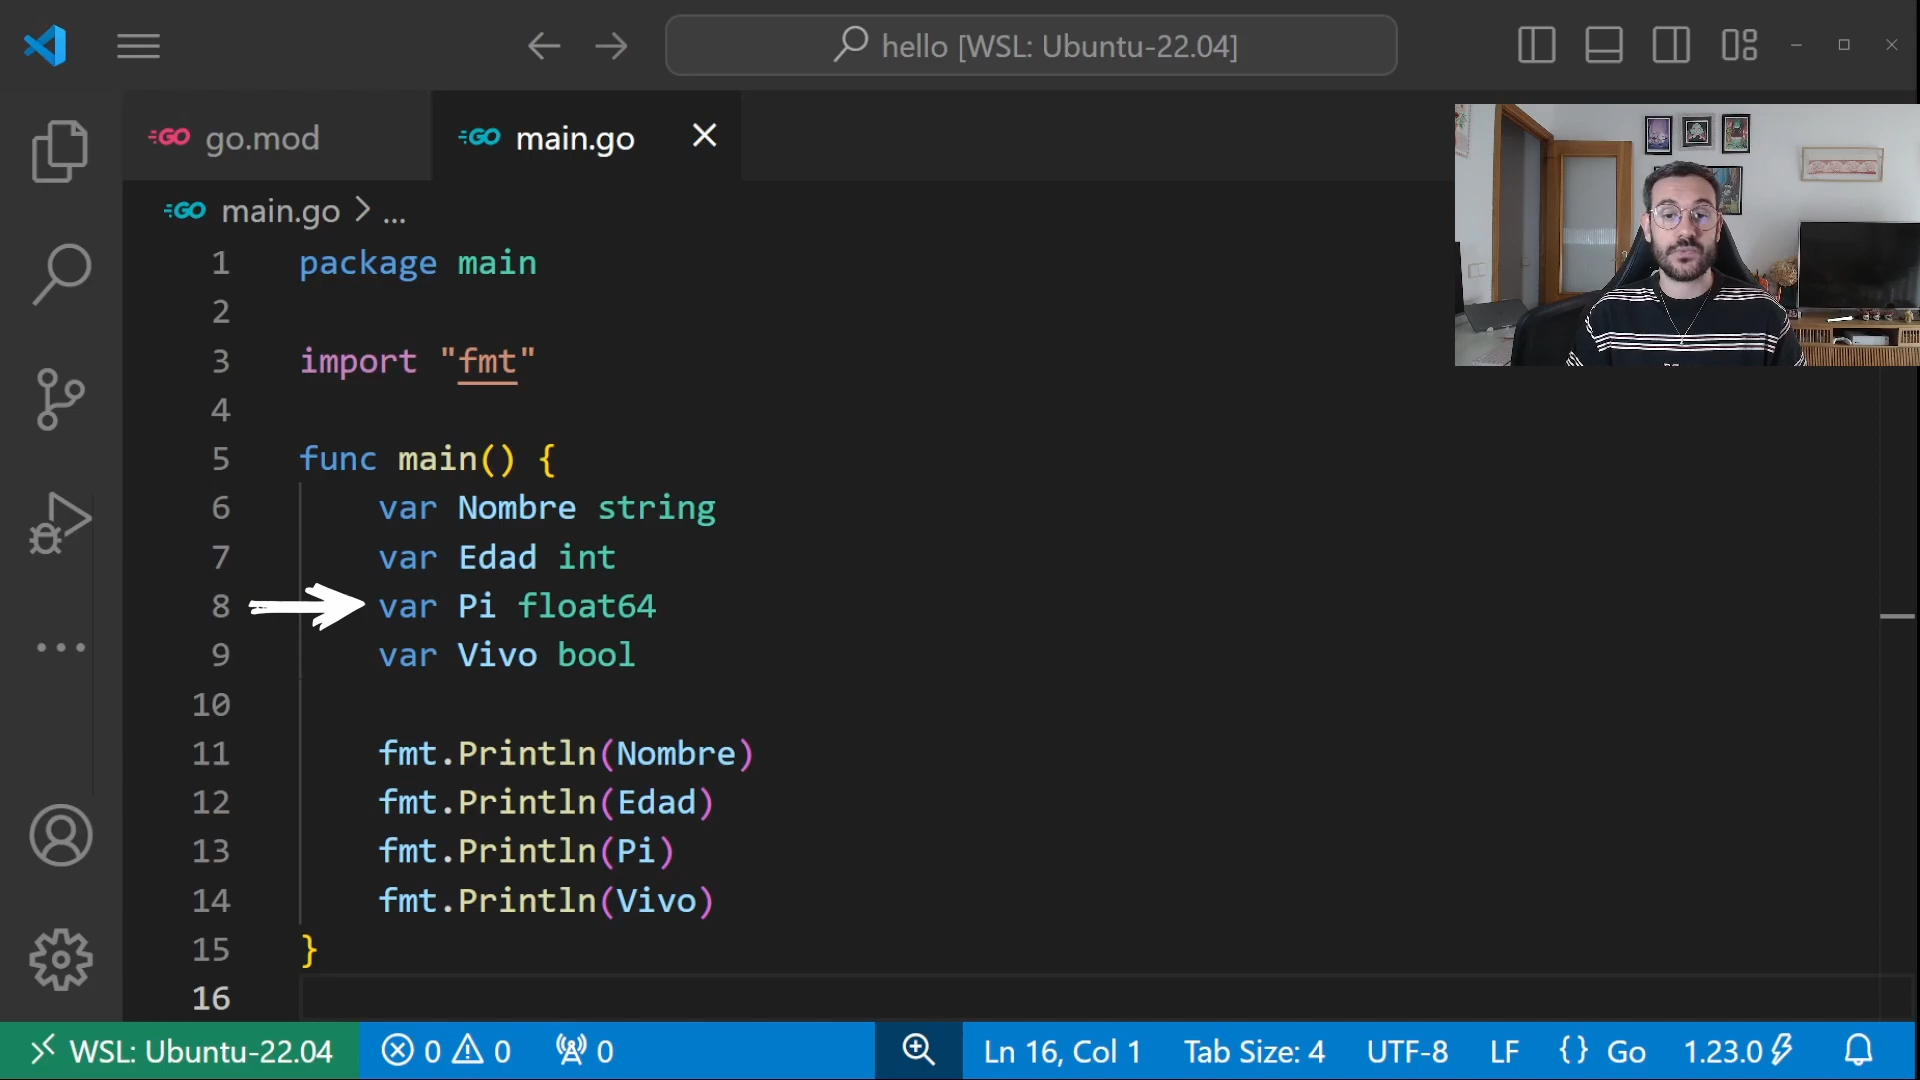 hello [WSL: Ubuntu-22.04]
GO go.mod GO main.go
GO main.go > ...
1 package main
2
3 import "fmt"
4
5 func main() {
6 var Nombre string
7 var Edad int
8 var Pi float64
9 var Vivo bool
10
11 fmt.Println(Nombre)
12 fmt.Println(Edad)
13 fmt.Println(Pi)
14 fmt.Println(Vivo)
15 }
16
WSL: Ubuntu-22.04 0 0 0 Ln 16, Col 1 Tab Size: 4 UTF-8 LF {} Go 1.23.0